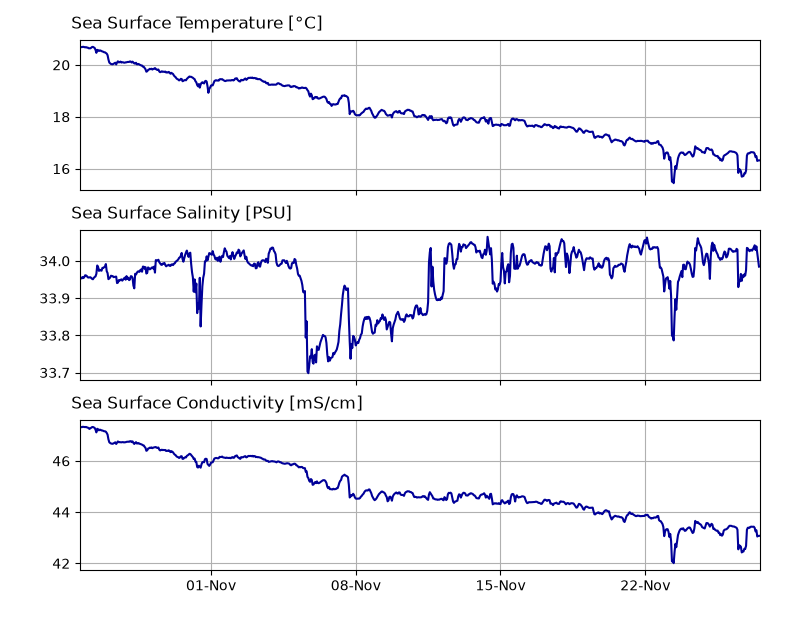 Sea Surface Temperature [°C]
20
18
16
Sea Surface Salinity [PSU]
34.0
33.9
33.8
33.7
Sea Surface Conductivity [mS/cm]
46
44
42
01-Nov 08-Nov 15-Nov 22-Nov